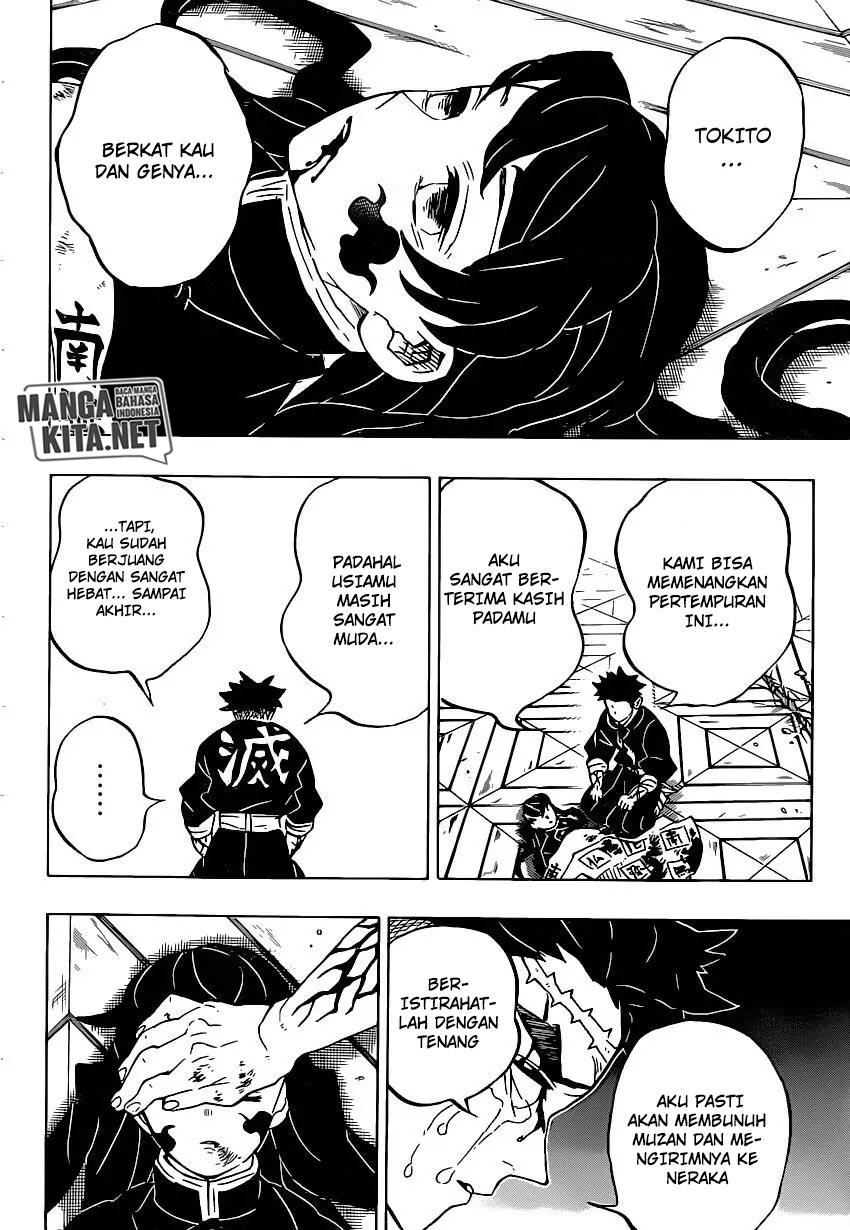 TOKITO
...
BERKAT KAU
DAN GENYA...
南
MANGA
KITA.NET
BACA MANGA
BAHASA
INDONESIA
KAMI BISA
MEMENANGKAN
PERTEMPURAN
INI...
AKU
SANGAT BER-
TERIMA KASIH
PADAMU
PADAHAL
USIAMU
MASIH
SANGAT
MUDA...
...TAPI,
KAU SUDAH
BERJUANG
DENGAN SANGAT
HEBAT... SAMPAI
AKHIR...
滅
......
BER-
ISTIRAHAT-
LAH DENGAN
TENANG
AKU PASTI
AKAN MEMBUNUH
MUZAN DAN ME-
NGIRIMNYA KE
NERAKA